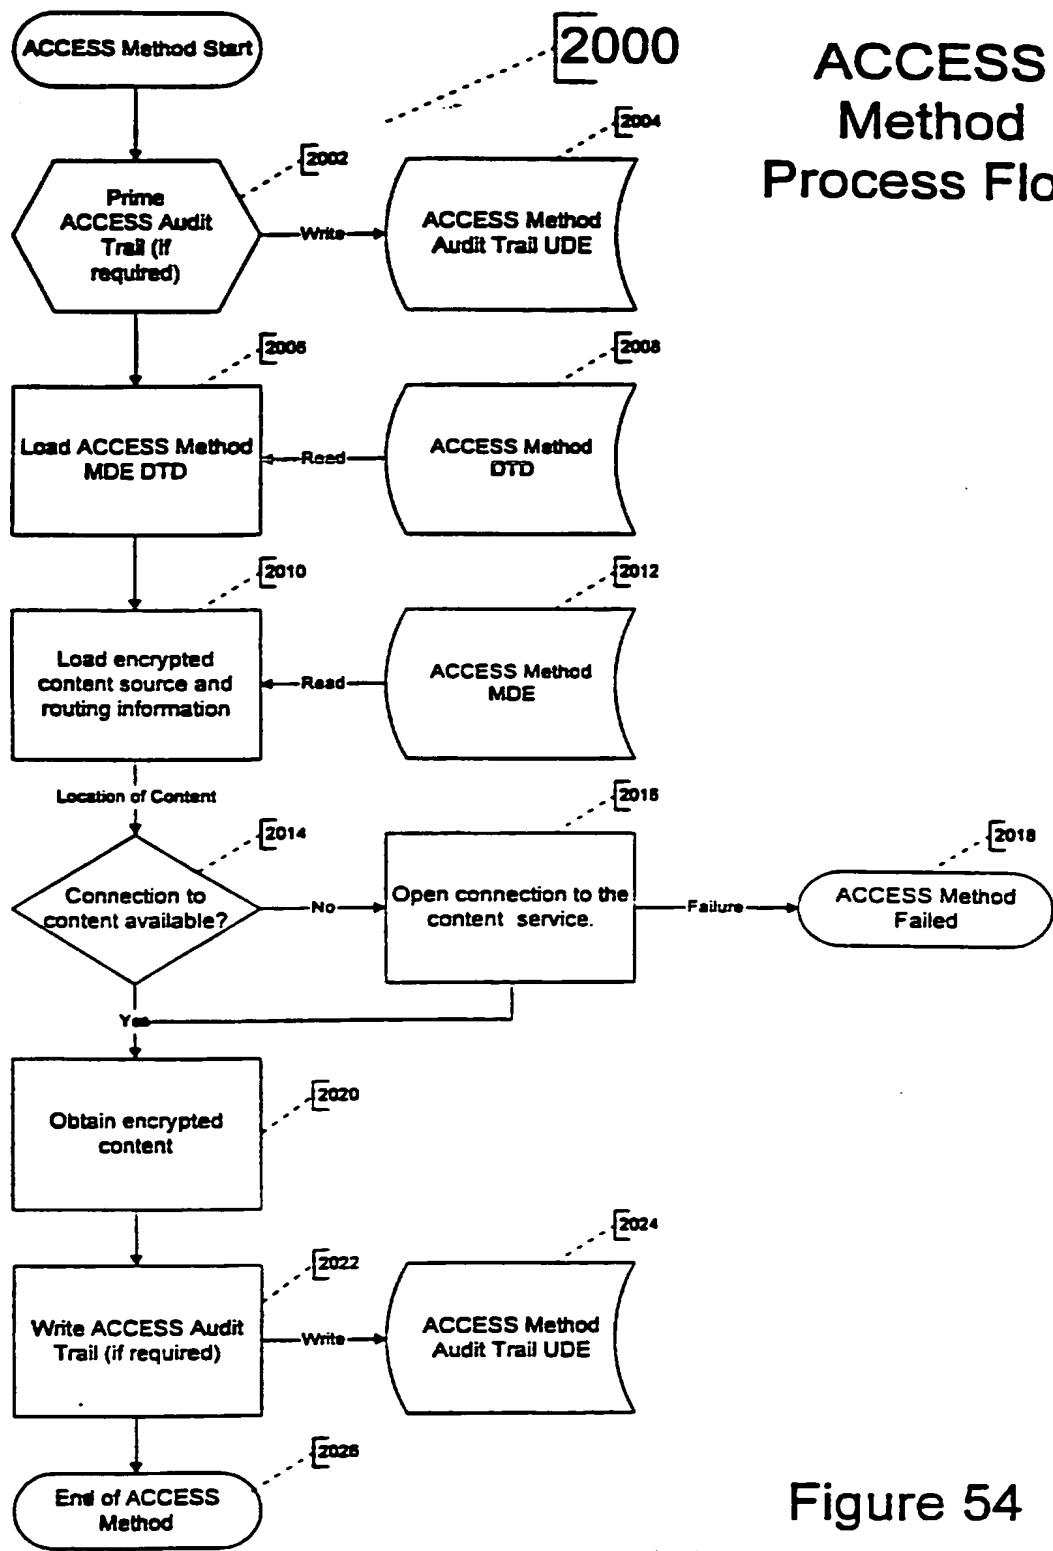 ACCESS Method Start
2000
ACCESS
Method
Process Flo
2002
2004
Prime
ACCESS Audit
Trail (if
required)
Write
ACCESS Method
Audit Trail UDE
2006
2008
Load ACCESS Method
MDE DTD
Read
ACCESS Method
DTD
2010
2012
Load encrypted
content source and
routing information
Read
ACCESS Method
MDE
Location of Content
2014
2016
2018
Connection to
content available?
No
Open connection to the
content service.
Failure
ACCESS Method
Failed
Yes
2020
Obtain encrypted
content
2022
2024
Write ACCESS Audit
Trail (if required)
Write
ACCESS Method
Audit Trail UDE
2026
End of ACCESS
Method
Figure 54